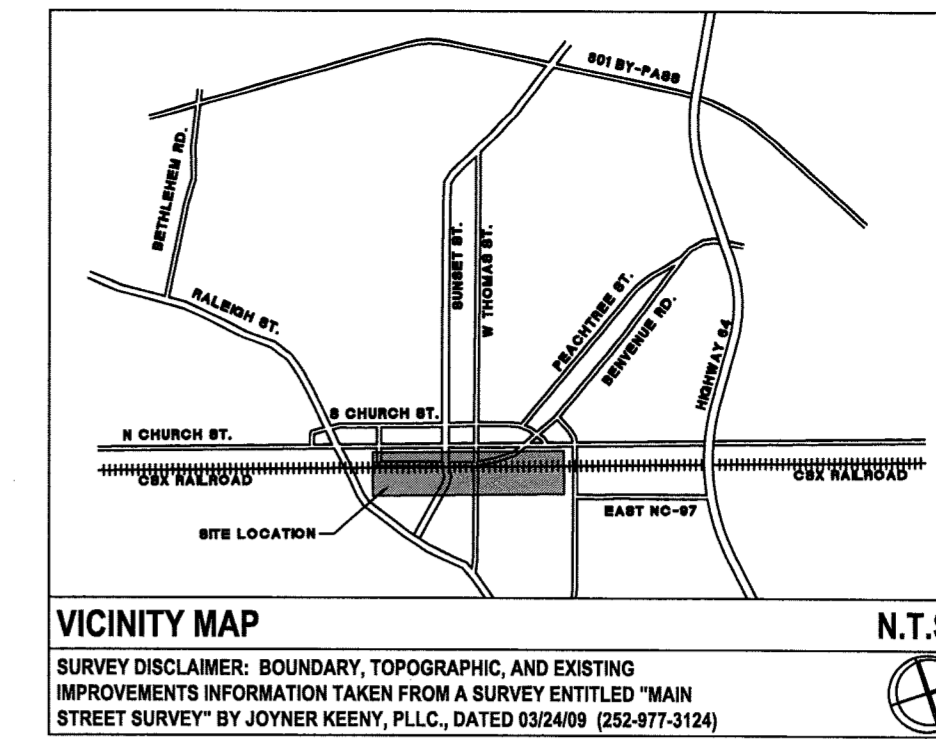 601 BY-PASS
BETHLEHEM RD.
SUNSET ST.
W THOMAS ST.
RALEIGH ST.
PEACHTREE ST.
BENVENUE RD.
HIGHWAY 64
S CHURCH ST.
N CHURCH ST.
CSX RAILROAD
CSX RAILROAD
EAST NC-97
SITE LOCATION
VICINITY MAP
N.T.S
SURVEY DISCLAIMER: BOUNDARY, TOPOGRAPHIC, AND EXISTING
IMPROVEMENTS INFORMATION TAKEN FROM A SURVEY ENTITLED "MAIN
STREET SURVEY" BY JOYNER KEENY, PLLC., DATED 03/24/09 (252-977-3124)